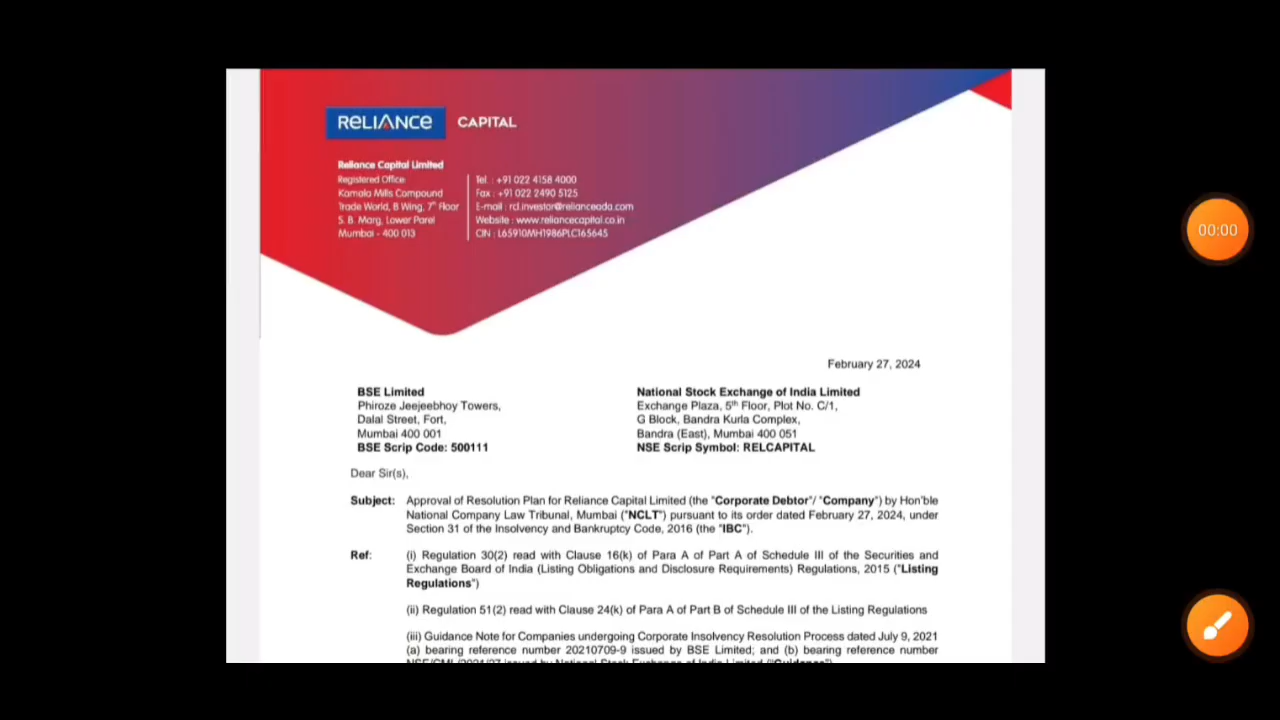 RELIANCE CAPITAL
Reliance Capital Limited
Registered Office
Kamala Mills Compound
Trade World, B Wing, 7th Floor
S. B. Marg, Lower Parel
Mumbai - 400 013
Tel. : +91 022 4158 4000
Fax : +91 022 2490 5125
E-mail : rcl.investor@relianceada.com
Website : www.reliancecapital.co.in
CIN : L65910MH1986PLC165645
00:00
February 27, 2024
BSE Limited
Phiroze Jeejeebhoy Towers,
Dalal Street, Fort,
Mumbai 400 001
BSE Scrip Code: 500111
National Stock Exchange of India Limited
Exchange Plaza, 5th Floor, Plot No. C/1,
G Block, Bandra Kurla Complex,
Bandra (East), Mumbai 400 051
NSE Scrip Symbol: RELCAPITAL
Dear Sir(s),
Subject: Approval of Resolution Plan for Reliance Capital Limited (the "Corporate Debtor"/ "Company") by Hon'ble
National Company Law Tribunal, Mumbai ("NCLT") pursuant to its order dated February 27, 2024, under
Section 31 of the Insolvency and Bankruptcy Code, 2016 (the "IBC").
Ref: (i) Regulation 30(2) read with Clause 16(k) of Para A of Part A of Schedule III of the Securities and
Exchange Board of India (Listing Obligations and Disclosure Requirements) Regulations, 2015 ("Listing
Regulations")
(ii) Regulation 51(2) read with Clause 24(k) of Para A of Part B of Schedule III of the Listing Regulations
(iii) Guidance Note for Companies undergoing Corporate Insolvency Resolution Process dated July 9, 2021
(a) bearing reference number 20210709-9 issued by BSE Limited; and (b) bearing reference number
issued by National Stock Exchange of India Limited ("Guidance")